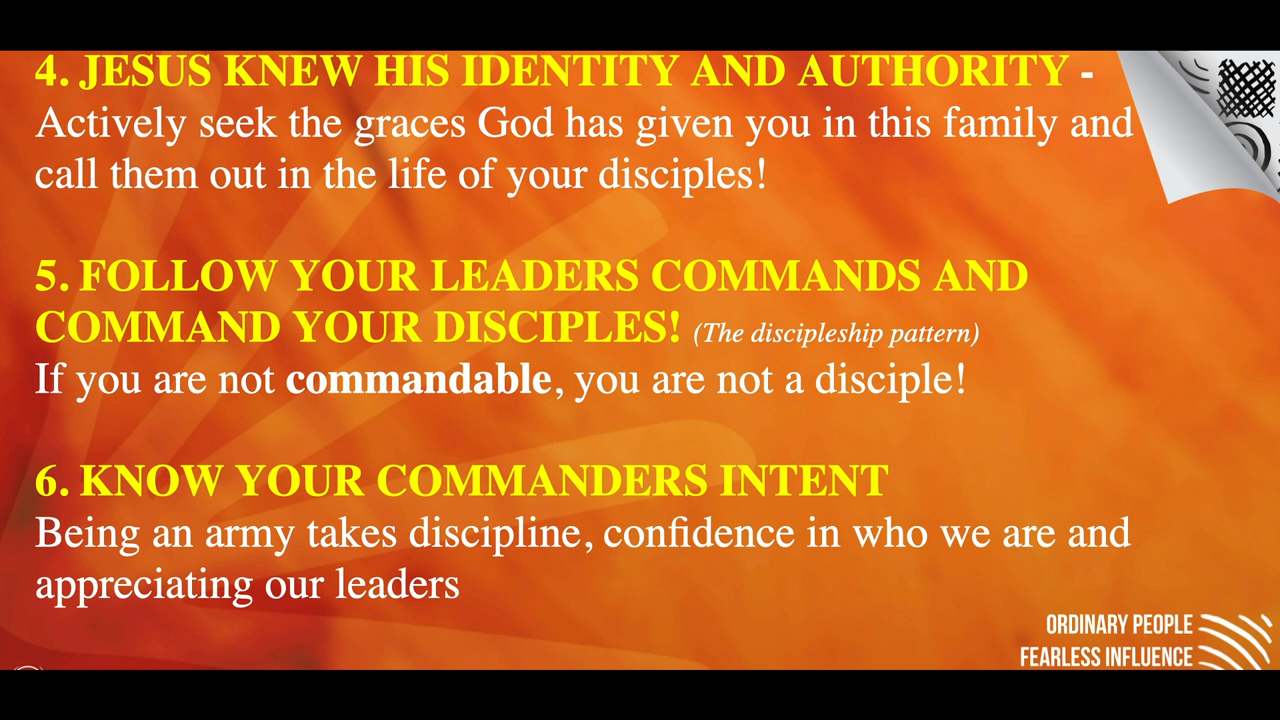 4. JESUS KNEW HIS IDENTITY AND AUTHORITY -
Actively seek the graces God has given you in this family and
call them out in the life of your disciples!
5. FOLLOW YOUR LEADERS COMMANDS AND
COMMAND YOUR DISCIPLES! (The discipleship pattern)
If you are not commandable, you are not a disciple!
6. KNOW YOUR COMMANDERS INTENT
Being an army takes discipline, confidence in who we are and
appreciating our leaders
ORDINARY PEOPLE
FEARLESS INFLUENCE